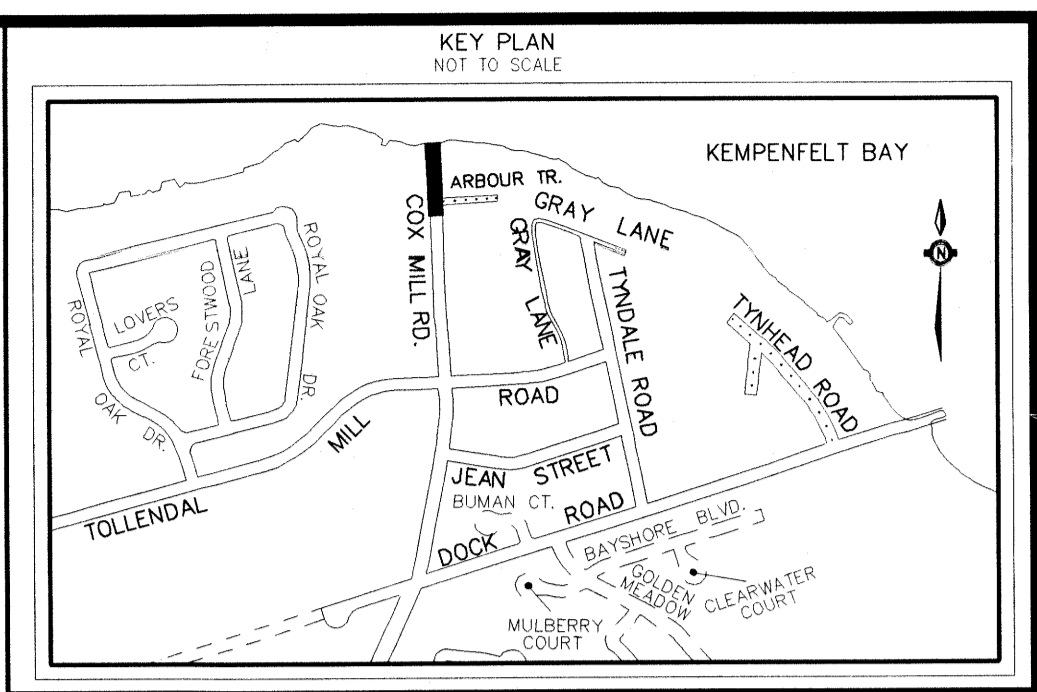 KEY PLAN
NOT TO SCALE
KEMPENFELT BAY
ARBOUR TR.
GRAY LANE
GRAY LANE
COX MILL RD.
ROYAL OAK
DR.
ROYAL
OAK DR.
LOVERS
CT.
FORESTWOOD
LANE
N
TYNDALE ROAD
TYNHEAD ROAD
TOLLENDAL
MILL
ROAD
JEAN STREET
BUMAN CT.
DOCK
ROAD
BAYSHORE BLVD.
GOLDEN
MEADOW
CLEARWATER
COURT
MULBERRY
COURT